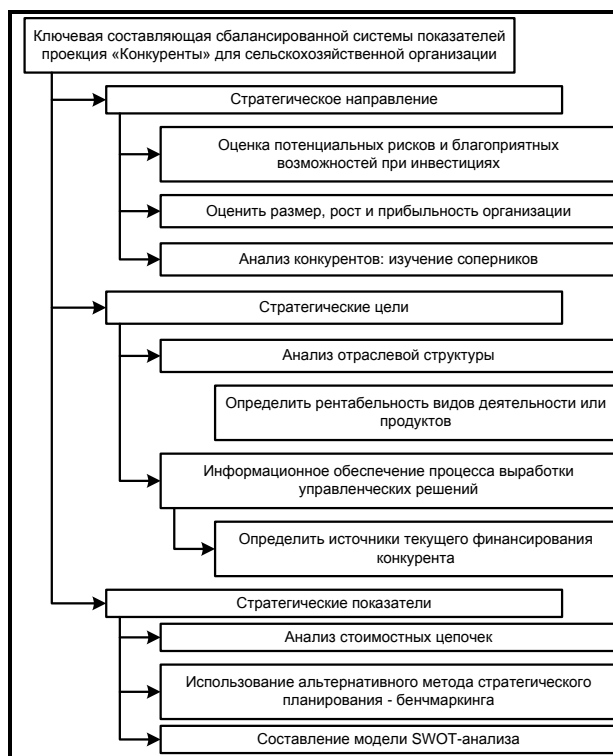 Ключевая составляющая сбалансированной системы показателей
проекция «Конкуренты» для сельскохозяйственной организации
Стратегическое направление
Оценка потенциальных рисков и благоприятных
возможностей при инвестициях
Оценить размер, рост и прибыльность организации
Анализ конкурентов: изучение соперников
Стратегические цели
Анализ отраслевой структуры
Определить рентабельность видов деятельности или
продуктов
Информационное обеспечение процесса выработки
управленческих решений
Определить источники текущего финансирования
конкурента
Стратегические показатели
Анализ стоимостных цепочек
Использование альтернативного метода стратегического
планирования - бенчмаркинга
Составление модели SWOT-анализа